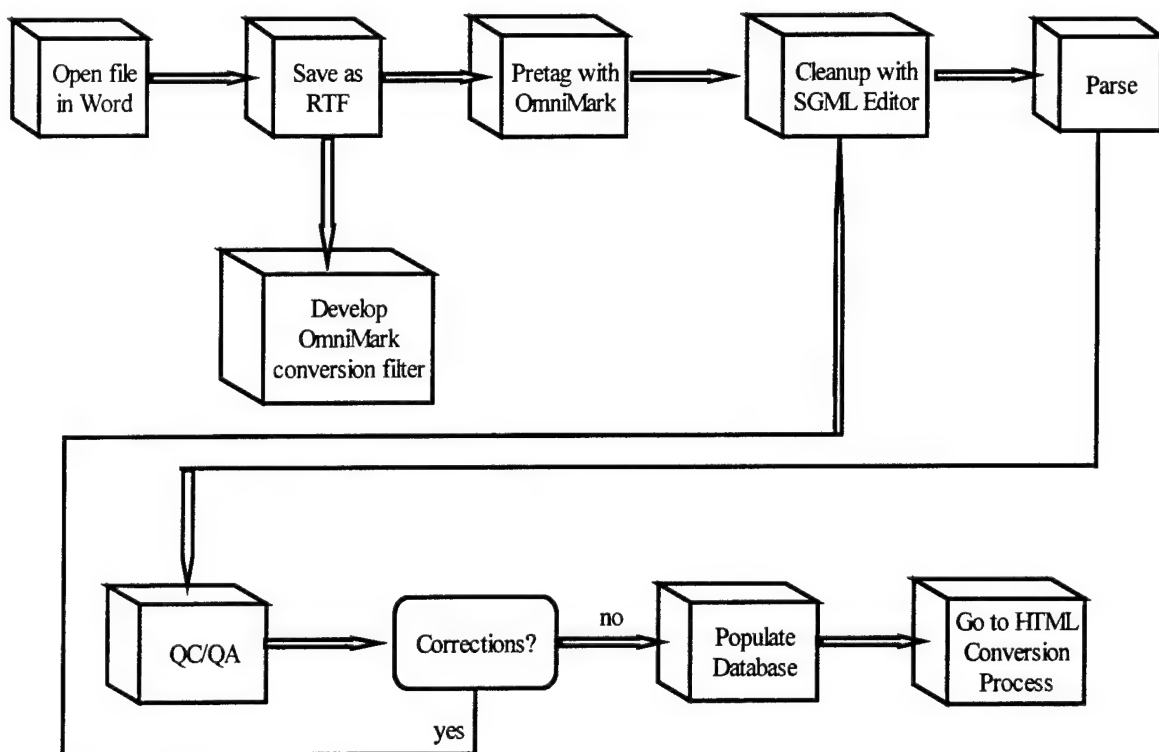 Open file
in Word
Save as
RTF
Pretag with
OmniMark
Cleanup with
SGML Editor
Parse
Develop
OmniMark
conversion filter
QC/QA
Corrections?
no
Populate
Database
Go to HTML
Conversion
Process
yes